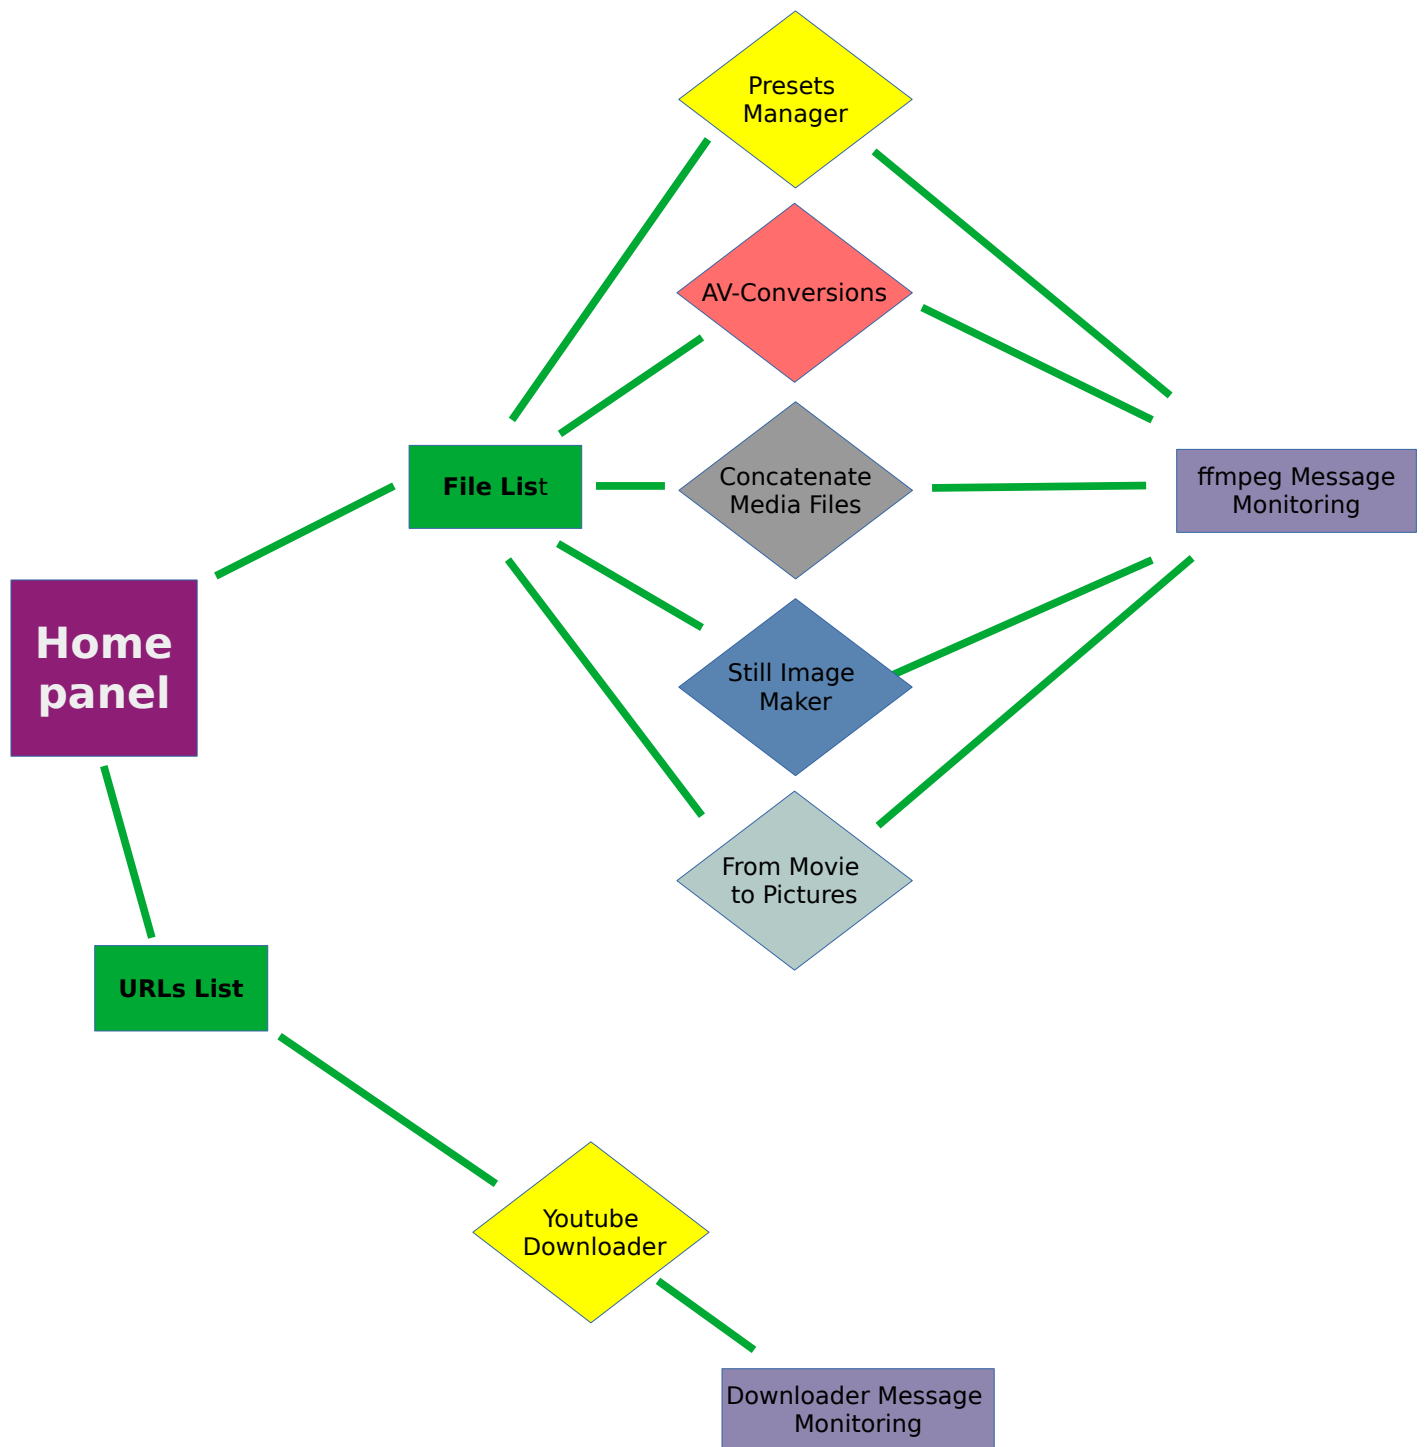 Presets
Manager
AV-Conversions
File List
Concatenate
Media Files
ffmpeg Message
Monitoring
Home
panel
Still Image
Maker
From Movie
to Pictures
URLs List
Youtube
Downloader
Downloader Message
Monitoring